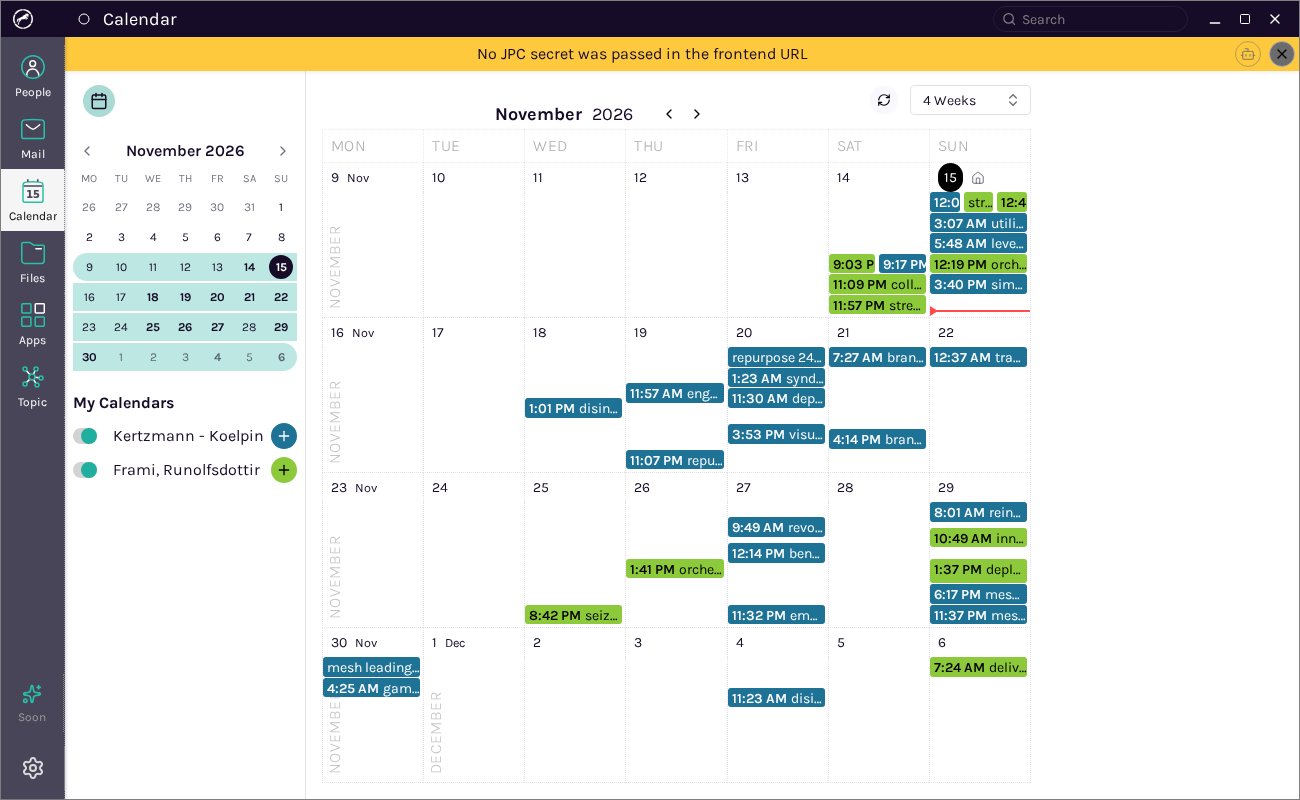 Calendar
Search
No JPC secret was passed in the frontend URL
People
Mail
15
Calendar
Files
Apps
Topic
Soon
November 2026
MO TU WE TH FR SA SU
26 27 28 29 30 31 1
2 3 4 5 6 7 8
9 10 11 12 13 14 15
16 17 18 19 20 21 22
23 24 25 26 27 28 29
30 1 2 3 4 5 6
My Calendars
Kertzmann - Koelpin
Frami, Runolfsdottir
November 2026
4 Weeks
MON TUE WED THU FRI SAT SUN
9 Nov 10 11 12 13 14 15
NOVEMBER
9:03 P 9:17 PM
11:09 PM coll...
11:57 PM stre...
12:0 str... 12:4
3:07 AM utili...
5:48 AM leve...
12:19 PM orch...
3:40 PM sim...
16 Nov 17 18 19 20 21 22
NOVEMBER
1:01 PM disin...
11:57 AM eng...
11:07 PM repu...
repurpose 24...
1:23 AM synd...
11:30 AM dep...
3:53 PM visu...
7:27 AM bran...
4:14 PM bran...
12:37 AM tra...
23 Nov 24 25 26 27 28 29
NOVEMBER
8:42 PM seiz...
1:41 PM orche...
9:49 AM revo...
12:14 PM ben...
11:32 PM em...
8:01 AM rein...
10:49 AM inn...
1:37 PM depl...
6:17 PM mes...
11:37 PM mes...
30 Nov 1 Dec 2 3 4 5 6
mesh leading...
4:25 AM gam...
NOVEMBE
DECEMBER
11:23 AM disi...
7:24 AM deliv...